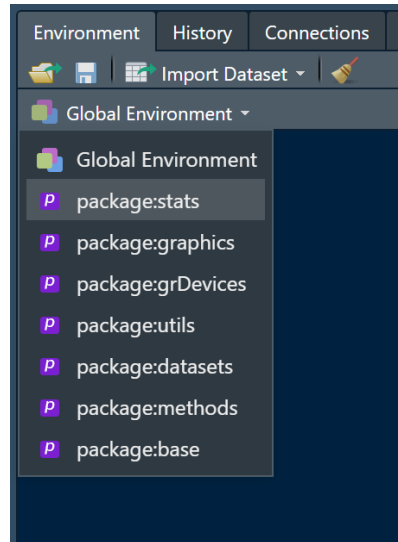 Environment History Connections
Import Dataset
Global Environment
Global Environment
P package:stats
P package:graphics
P package:grDevices
P package:utils
P package:datasets
P package:methods
P package:base